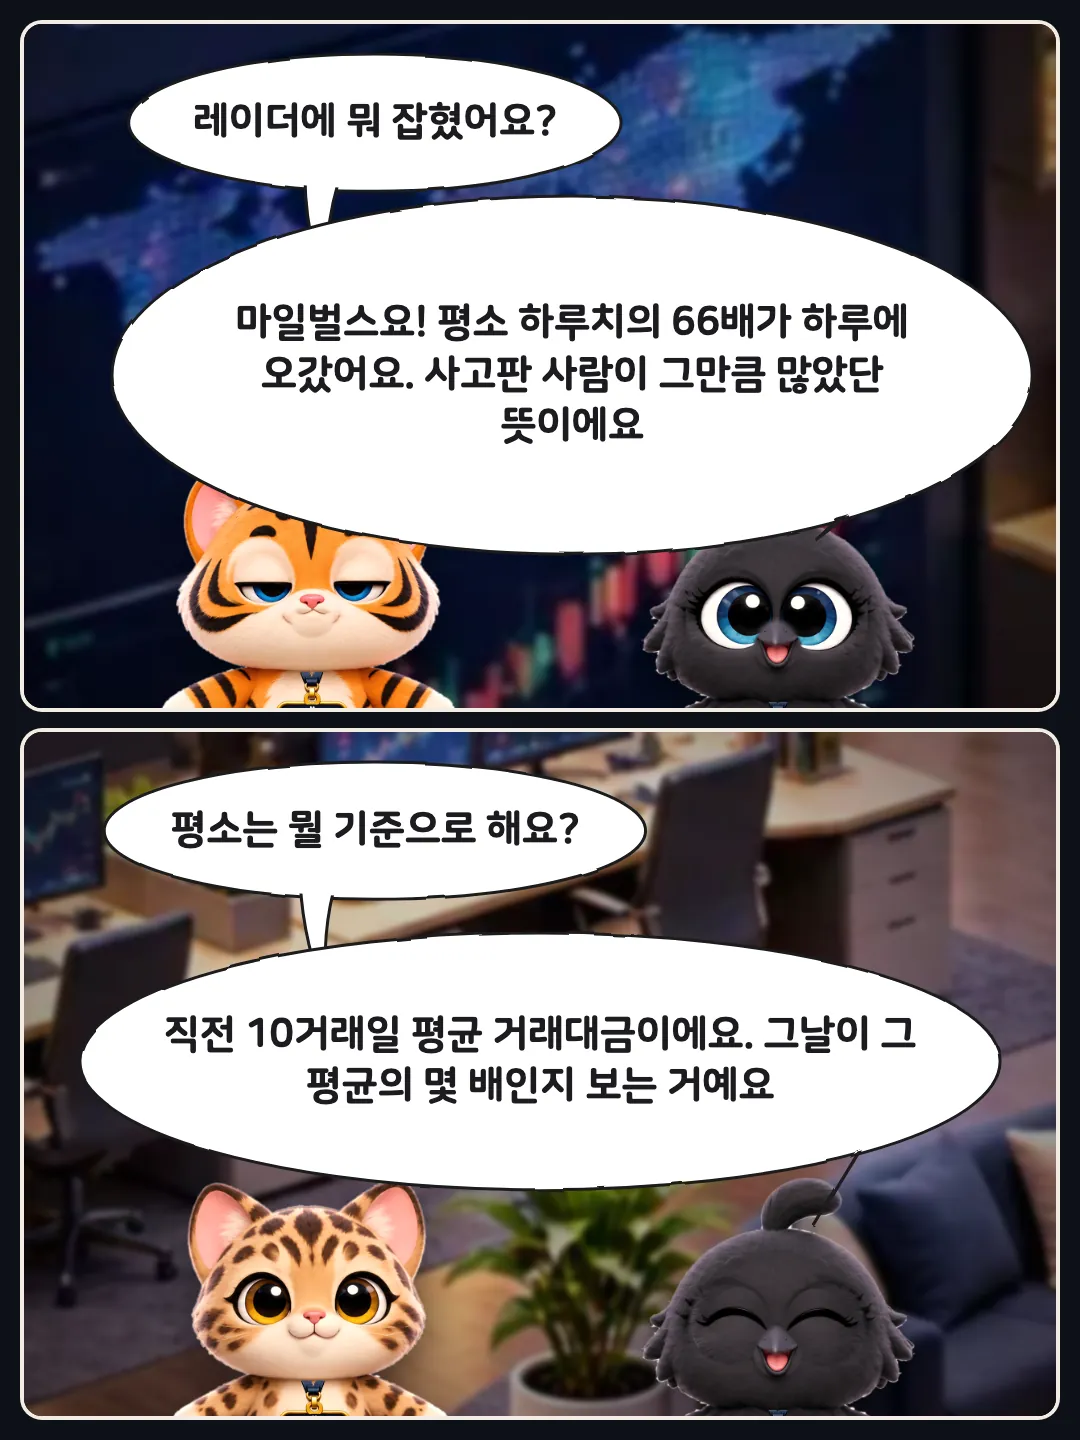 레이더에 뭐 잡혔어요?
마일벌스요! 평소 하루치의 66배가 하루에
오갔어요. 사고판 사람이 그만큼 많았단
뜻이에요
평소는 뭘 기준으로 해요?
직전 10거래일 평균 거래대금이에요. 그날이 그
평균의 몇 배인지 보는 거예요